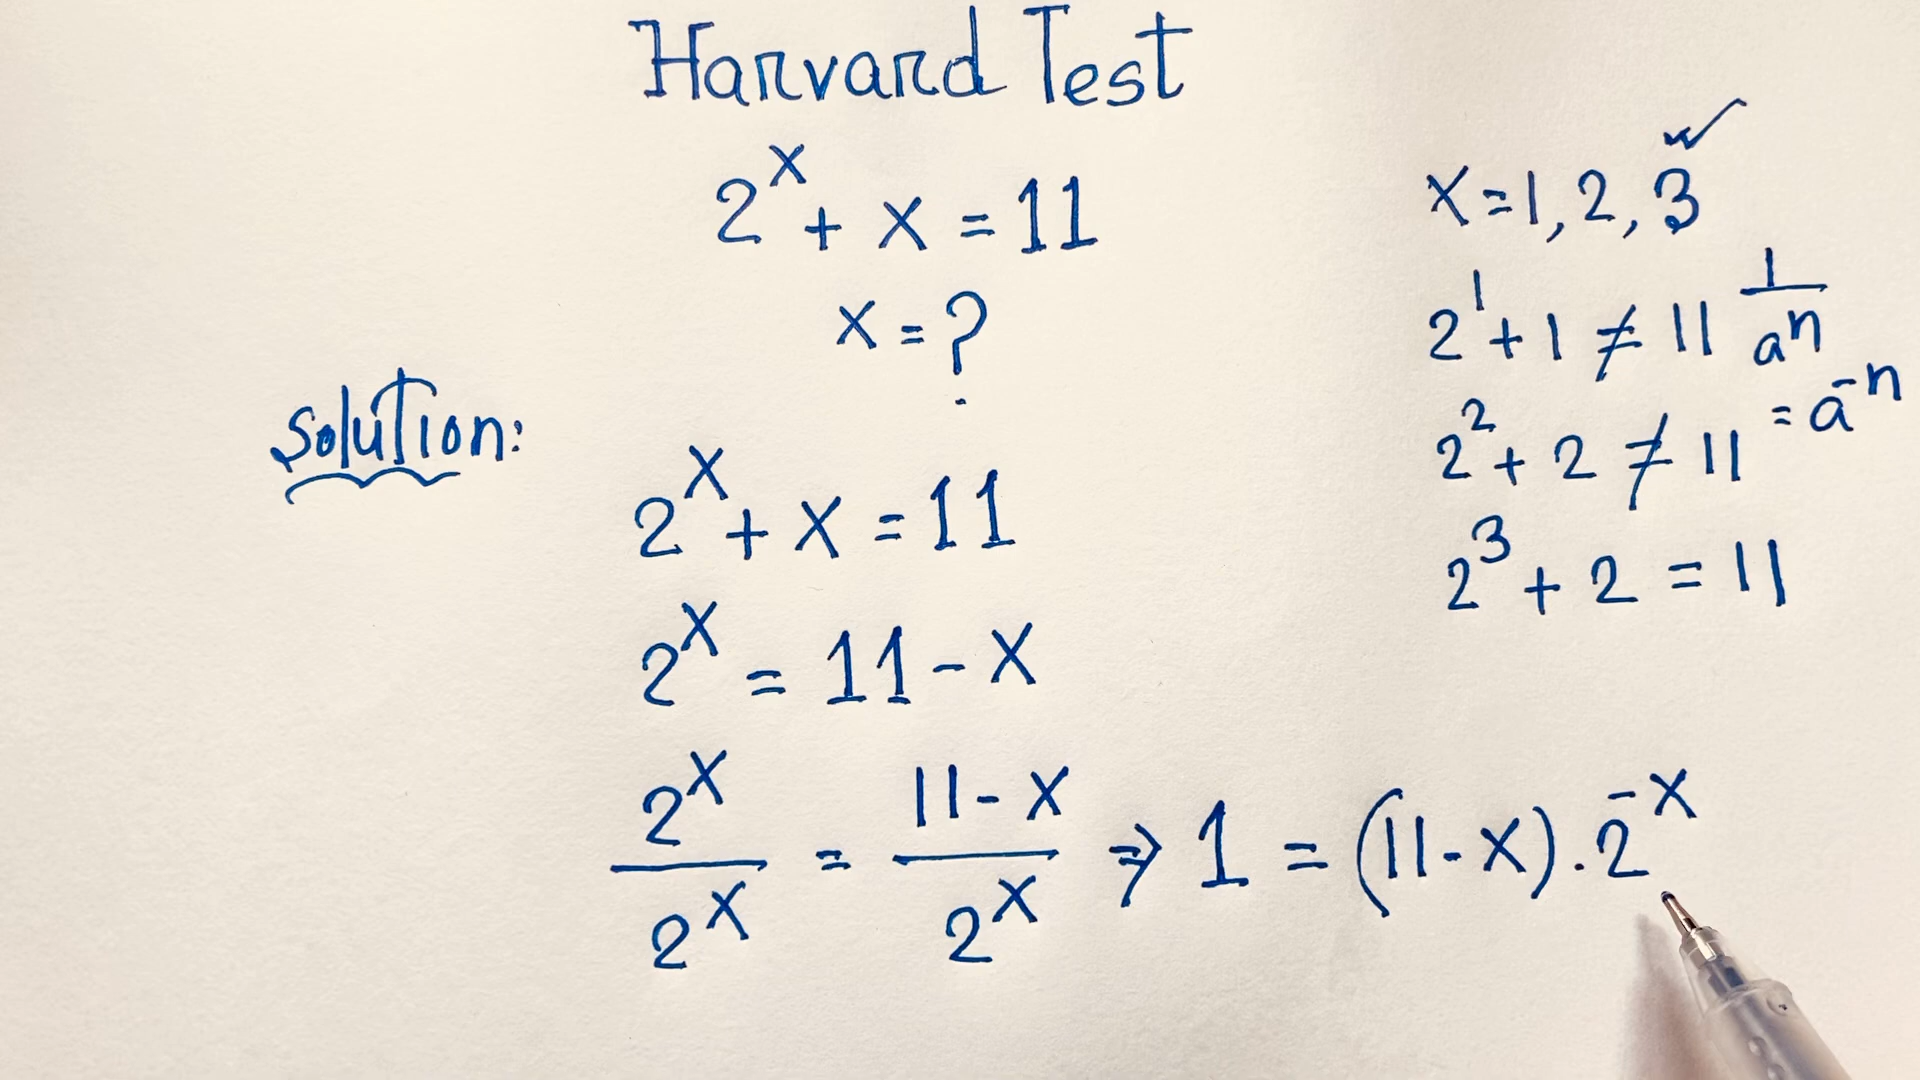 Harvard Test
2^x + x = 11
x = ?
Solution:
2^x + x = 11
2^x = 11 - x
2^x / 2^x = 11 - x / 2^x ⇒ 1 = (11 - x) . 2^-x
x = 1, 2, 3 ✓
2^1 + 1 ≠ 11
2^2 + 2 ≠ 11
2^3 + 2 = 11
1 / a^n
= a^-n